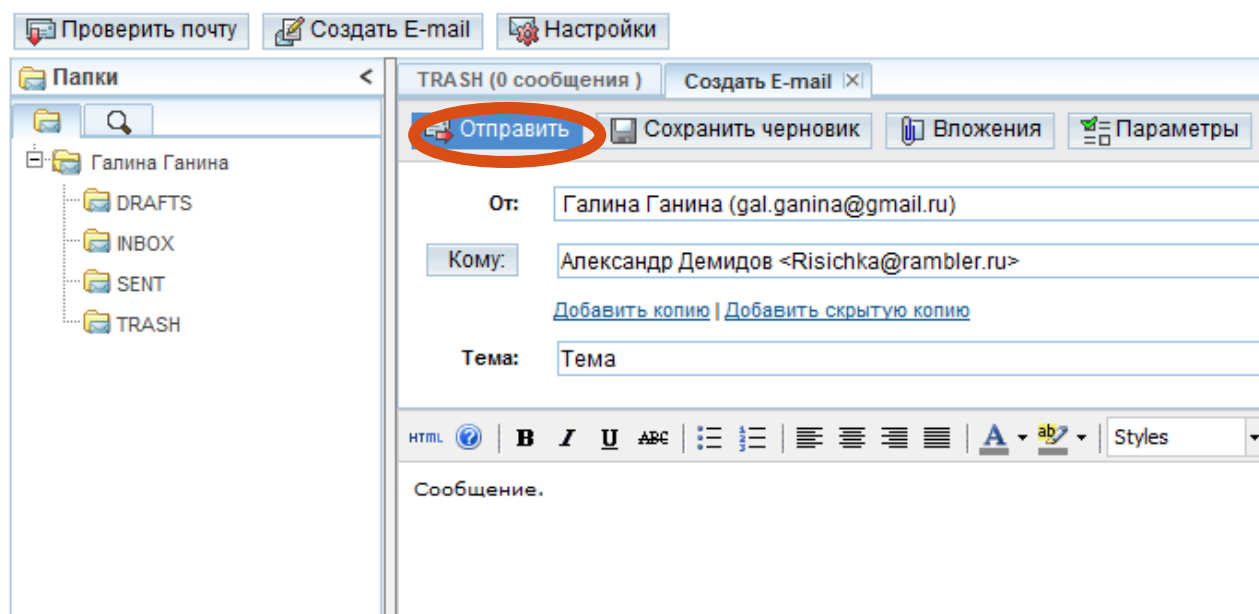 Проверить почту Создать E-mail Настройки
Папки <
TRASH (0 сообщения ) Создать E-mail
Отправить Сохранить черновик Вложения Параметры
Галина Ганина
DRAFTS
INBOX
SENT
TRASH
От: Галина Ганина (gal.ganina@gmail.ru)
Кому: Александр Демидов <Risichka@rambler.ru>
Добавить копию | Добавить скрытую копию
Тема: Тема
HTML B I U ABC A ab Styles
Сообщение.